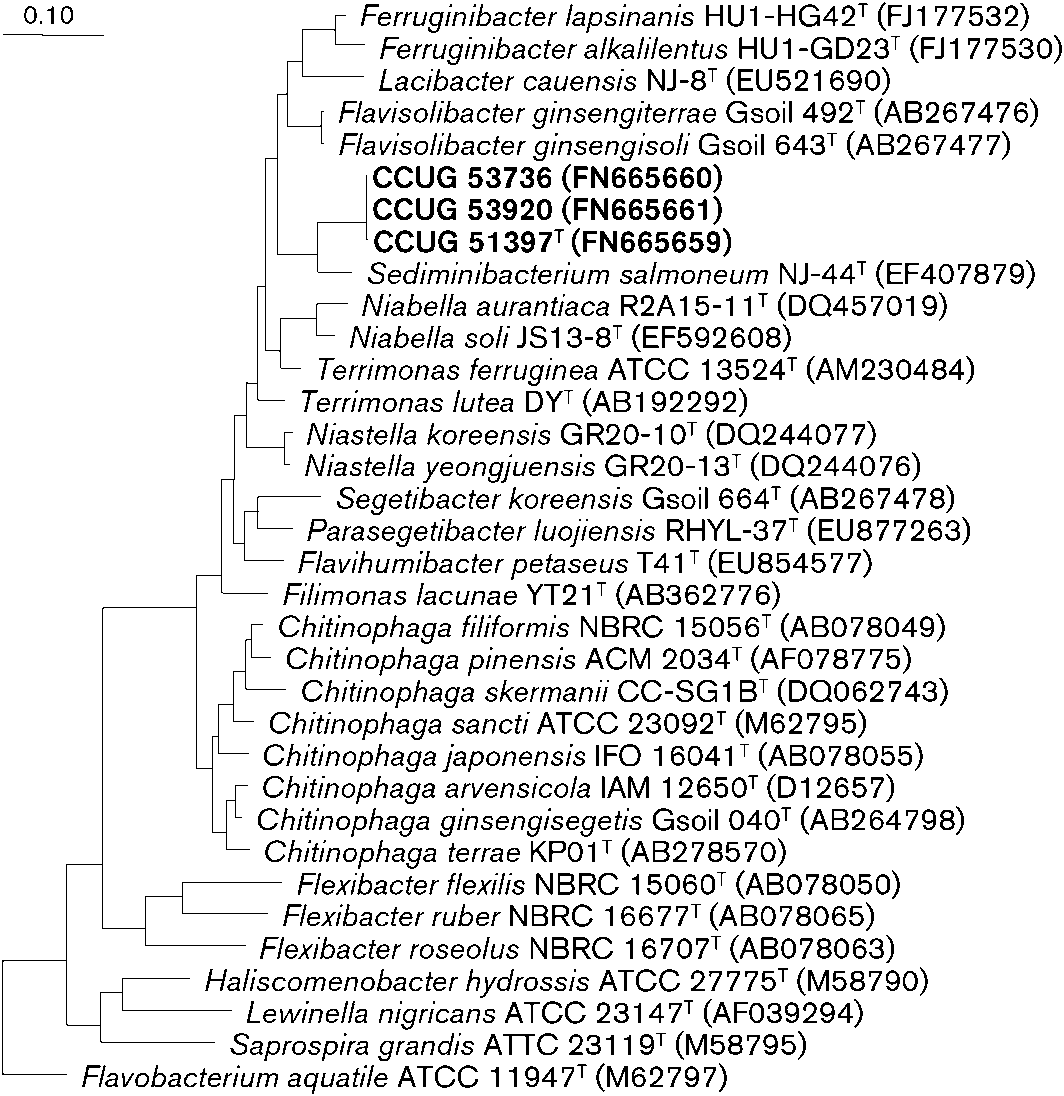 0.10
Ferruginibacter lapsinanis HU1-HG42ᵀ (FJ177532)
Ferruginibacter alkalilentus HU1-GD23ᵀ (FJ177530)
Lacibacter cauensis NJ-8ᵀ (EU521690)
Flavisolibacter ginsengiterrae Gsoil 492ᵀ (AB267476)
Flavisolibacter ginsengisoli Gsoil 643ᵀ (AB267477)
CCUG 53736 (FN665660)
CCUG 53920 (FN665661)
CCUG 51397ᵀ (FN665659)
Sediminibacterium salmoneum NJ-44ᵀ (EF407879)
Niabella aurantiaca R2A15-11ᵀ (DQ457019)
Niabella soli JS13-8ᵀ (EF592608)
Terrimonas ferruginea ATCC 13524ᵀ (AM230484)
Terrimonas lutea DYᵀ (AB192292)
Niastella koreensis GR20-10ᵀ (DQ244077)
Niastella yeongjuensis GR20-13ᵀ (DQ244076)
Segetibacter koreensis Gsoil 664ᵀ (AB267478)
Parasegetibacter luojiensis RHYL-37ᵀ (EU877263)
Flavihumibacter petaseus T41ᵀ (EU854577)
Filimonas lacunae YT21ᵀ (AB362776)
Chitinophaga filiformis NBRC 15056ᵀ (AB078049)
Chitinophaga pinensis ACM 2034ᵀ (AF078775)
Chitinophaga skermanii CC-SG1Bᵀ (DQ062743)
Chitinophaga sancti ATCC 23092ᵀ (M62795)
Chitinophaga japonensis IFO 16041ᵀ (AB078055)
Chitinophaga arvensicola IAM 12650ᵀ (D12657)
Chitinophaga ginsengisegetis Gsoil 040ᵀ (AB264798)
Chitinophaga terrae KP01ᵀ (AB278570)
Flexibacter flexilis NBRC 15060ᵀ (AB078050)
Flexibacter ruber NBRC 16677ᵀ (AB078065)
Flexibacter roseolus NBRC 16707ᵀ (AB078063)
Haliscomenobacter hydrossis ATCC 27775ᵀ (M58790)
Lewinella nigricans ATCC 23147ᵀ (AF039294)
Saprospira grandis ATTC 23119ᵀ (M58795)
Flavobacterium aquatile ATCC 11947ᵀ (M62797)